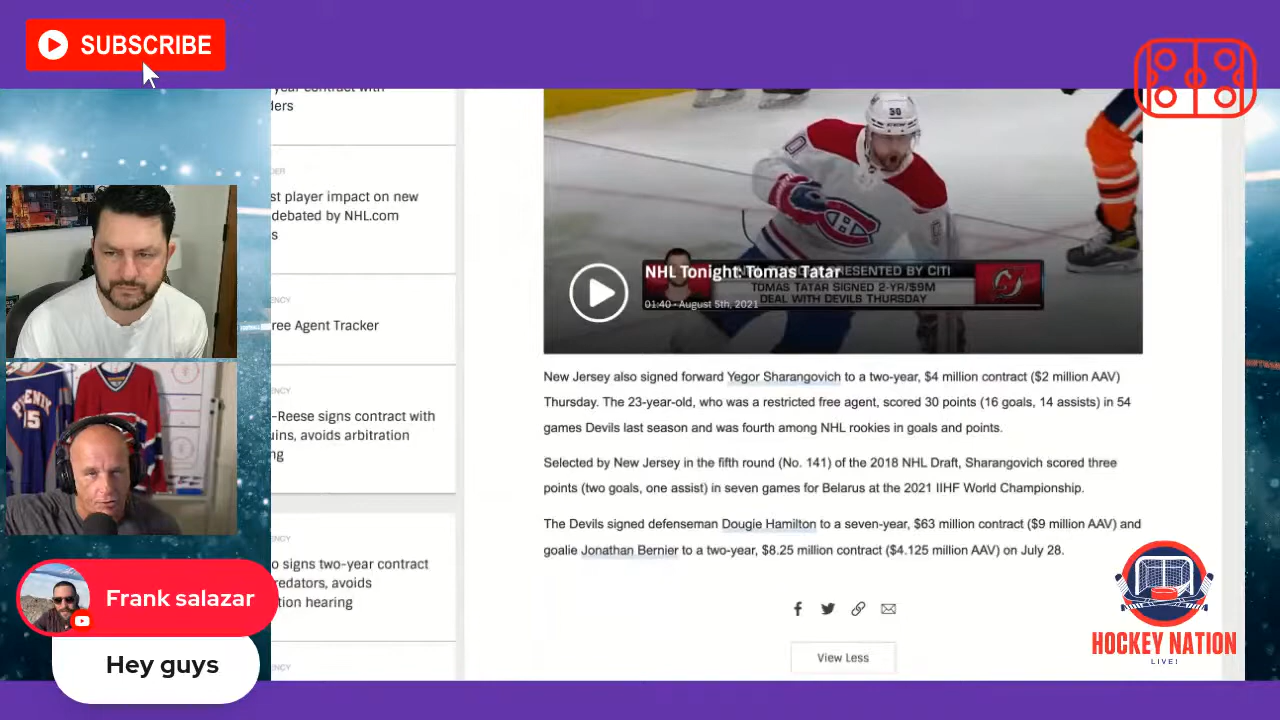 SUBSCRIBE
year contract with
ders
DER
st player impact on new
debated by NHL.com
s
ENCY
ree Agent Tracker
ENCY
-Reese signs contract with
uins, avoids arbitration
ng
ENCY
o signs two-year contract
redators, avoids
tion hearing
ENCY
PHOENIX
15
50
NHL Tonight: Tomas Tatar
PRESENTED BY CITI
TOMAS TATAR SIGNED 2-YR/$9M
DEAL WITH DEVILS THURSDAY
01:40 · August 5th, 2021
New Jersey also signed forward Yegor Sharangovich to a two-year, $4 million contract ($2 million AAV)
Thursday. The 23-year-old, who was a restricted free agent, scored 30 points (16 goals, 14 assists) in 54
games Devils last season and was fourth among NHL rookies in goals and points.
Selected by New Jersey in the fifth round (No. 141) of the 2018 NHL Draft, Sharangovich scored three
points (two goals, one assist) in seven games for Belarus at the 2021 IIHF World Championship.
The Devils signed defenseman Dougie Hamilton to a seven-year, $63 million contract ($9 million AAV) and
goalie Jonathan Bernier to a two-year, $8.25 million contract ($4.125 million AAV) on July 28.
View Less
Frank salazar
Hey guys
HOCKEY NATION
LIVE!